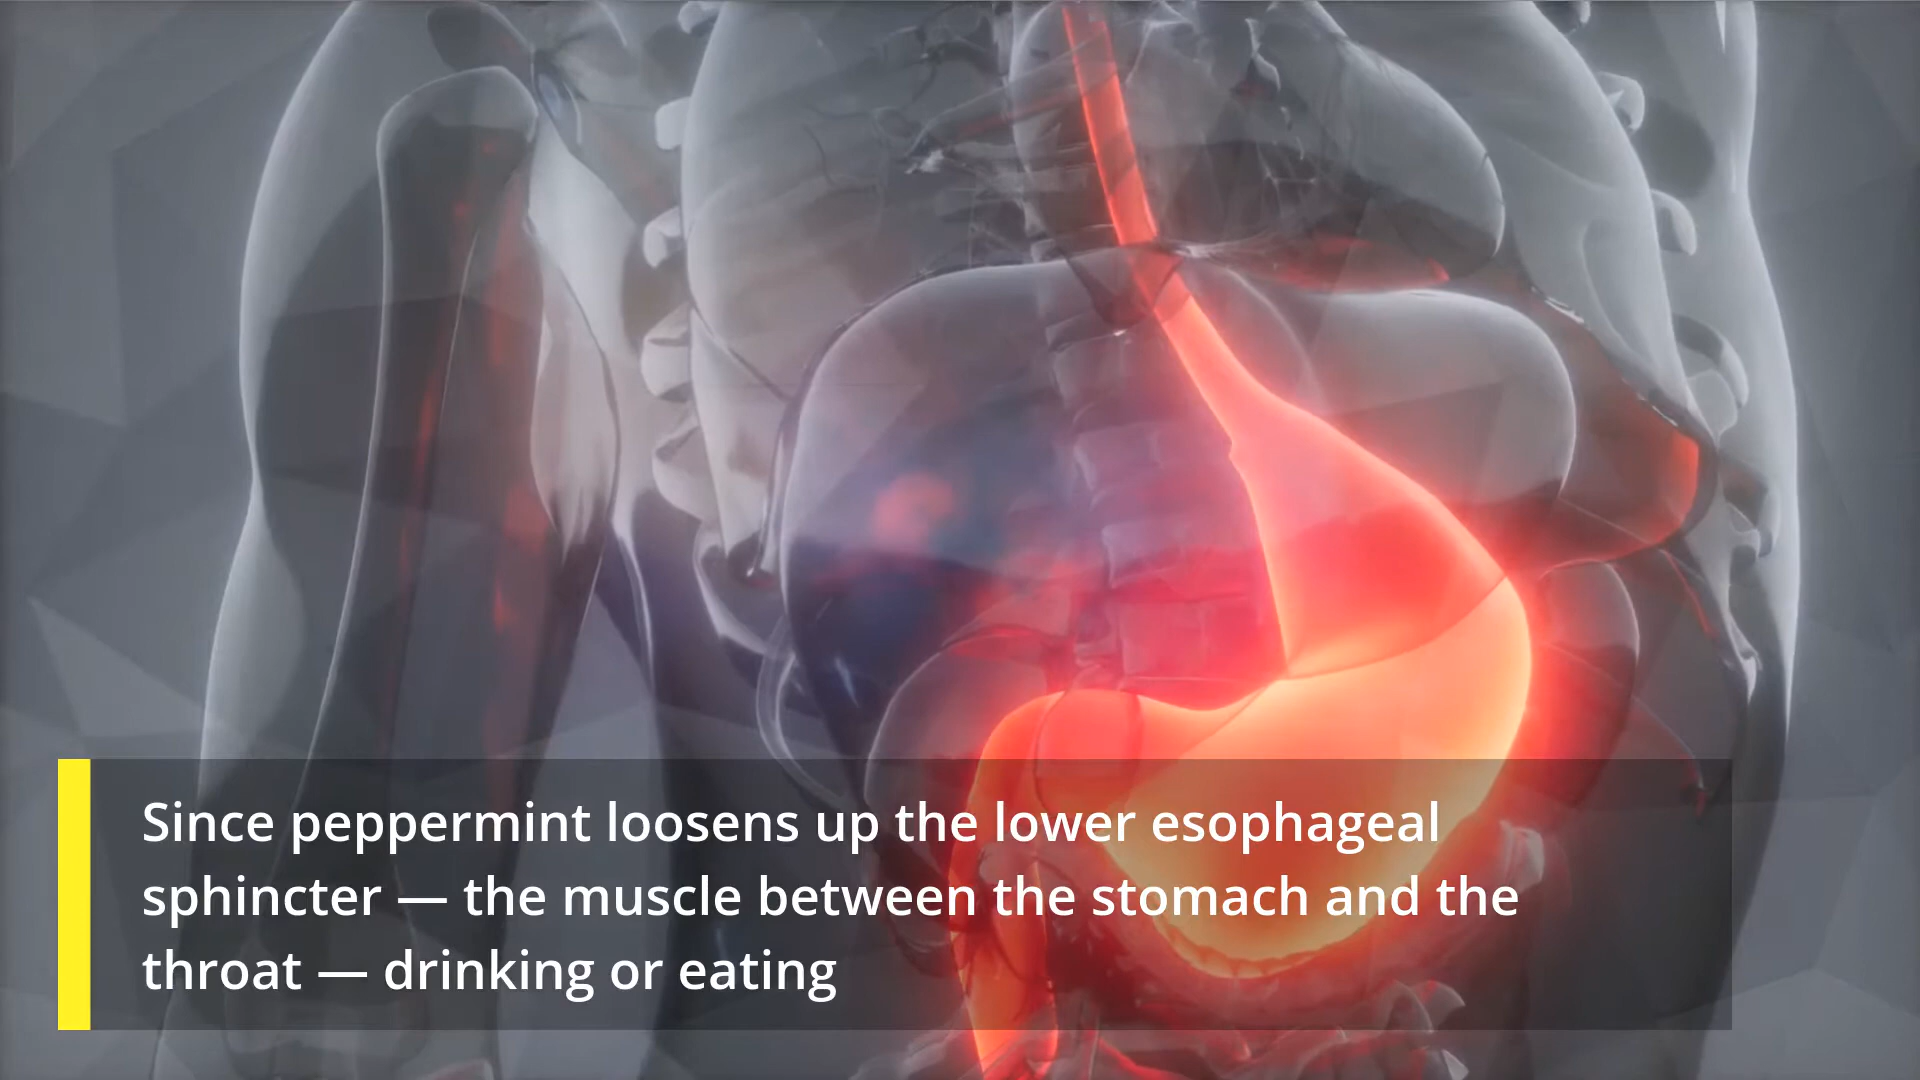 Since peppermint loosens up the lower esophageal
sphincter — the muscle between the stomach and the
throat — drinking or eating